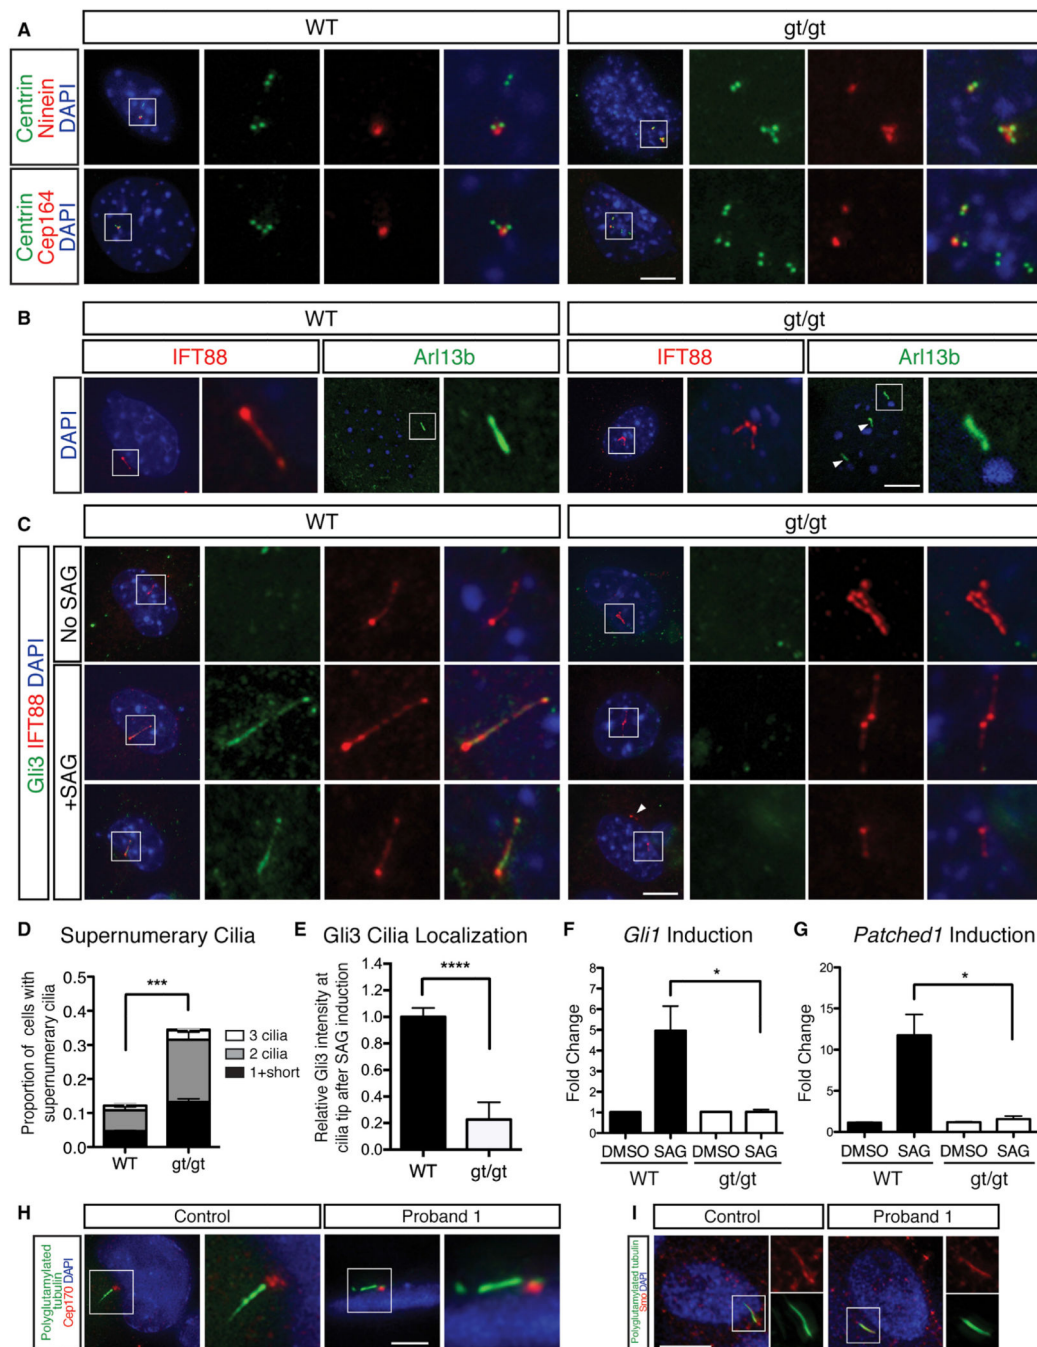 A
WT
gt/gt
Centrin
Ninein
DAPI
Centrin
Cep164
DAPI
B
WT
gt/gt
IFT88
Arl13b
IFT88
Arl13b
DAPI
C
WT
gt/gt
Gli3 IFT88 DAPI
No SAG
+SAG
D
Supernumerary Cilia
Proportion of cells with
supernumerary cilia
0.5
0.4
0.3
0.2
0.1
0.0
***
3 cilia
2 cilia
1+short
WT
gt/gt
E
Gli3 Cilia Localization
Relative Gli3 intensity at
cilia tip after SAG induction
1.4
1.2
1.0
0.8
0.6
0.4
0.2
0.0
****
WT
gt/gt
F
Gli1 Induction
Fold Change
8
7
6
5
4
3
2
1
0
*
DMSO SAG DMSO SAG
WT
gt/gt
G
Patched1 Induction
Fold Change
20
15
10
5
0
*
DMSO SAG DMSO SAG
WT
gt/gt
H
Control
Proband 1
Polyglutamylated
tubulin
Cep170 DAPI
I
Control
Proband 1
Polyglutamylated tubulin
Smo DAPI